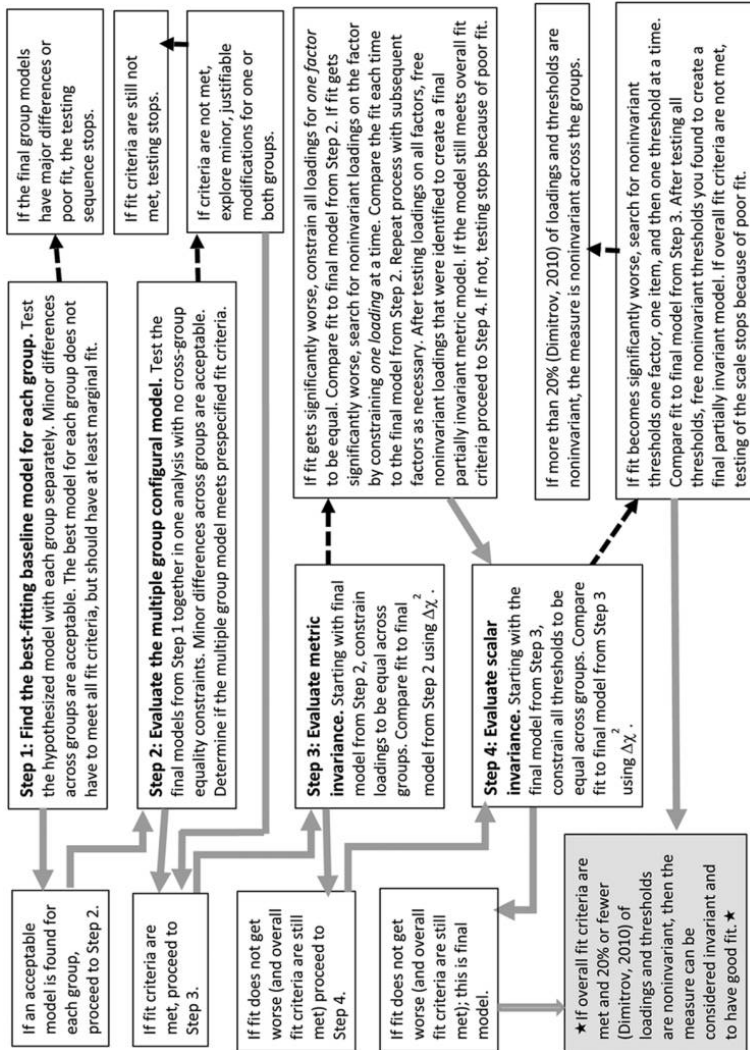 Step 1: Find the best-fitting baseline model for each group. Test
the hypothesized model with each group separately. Minor differences
across groups are acceptable. The best model for each group does not
have to meet all fit criteria, but should have at least marginal fit.
If the final group models
have major differences or
poor fit, the testing
sequence stops.
If an acceptable
model is found for
each group,
proceed to Step 2.
Step 2: Evaluate the multiple group configural model. Test the
final models from Step 1 together in one analysis with no cross-group
equality constraints. Minor differences across groups are acceptable.
Determine if the multiple group model meets prespecified fit criteria.
If fit criteria are still not
met, testing stops.
If fit criteria are not met,
explore minor, justifiable
modifications for one or
both groups.
If fit criteria are
met, proceed to
Step 3.
Step 3: Evaluate metric
invariance. Starting with final
model from Step 2, constrain
loadings to be equal across
groups. Compare fit to final
model from Step 2 using Δχ².
If fit gets significantly worse, constrain all loadings for one factor
to be equal. Compare fit to final model from Step 2. If fit gets
significantly worse, search for noninvariant loadings on the factor
by constraining one loading at a time. Compare the fit each time
to the final model from Step 2. Repeat process with subsequent
factors as necessary. After testing loadings on all factors, free
noninvariant loadings that were identified to create a final
partially invariant metric model. If the model still meets overall fit
criteria proceed to Step 4. If not, testing stops because of poor fit.
If fit does not get
worse (and overall
fit criteria are still
met) proceed to
Step 4.
Step 4: Evaluate scalar
invariance. Starting with the
final model from Step 3,
constrain all thresholds to be
equal across groups. Compare
fit to final model from Step 3
using Δχ².
If more than 20% (Dimitrov, 2010) of loadings and thresholds are
noninvariant, the measure is noninvariant across the groups.
If fit becomes significantly worse, search for noninvariant
thresholds one factor, one item, and then one threshold at a time.
Compare fit to final model from Step 3. After testing all
thresholds, free noninvariant thresholds you found to create a
final partially invariant model. If overall fit criteria are not met,
testing of the scale stops because of poor fit.
If fit does not get
worse (and overall
fit criteria are still
met); this is final
model.
★If overall fit criteria are
met and 20% or fewer
(Dimitrov, 2010) of
loadings and thresholds
are noninvariant, then the
measure can be
considered invariant and
to have good fit.★